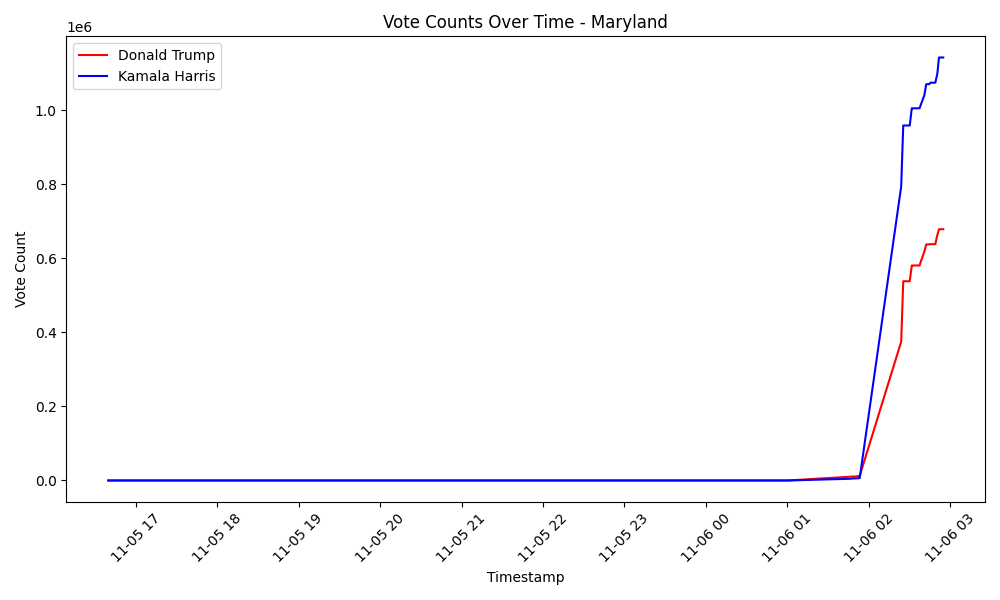 Vote Counts Over Time - Maryland
1e6
Donald Trump
Kamala Harris
Vote Count
1.0
0.8
0.6
0.4
0.2
0.0
11-05 17
11-05 18
11-05 19
11-05 20
11-05 21
11-05 22
11-05 23
11-06 00
11-06 01
11-06 02
11-06 03
Timestamp